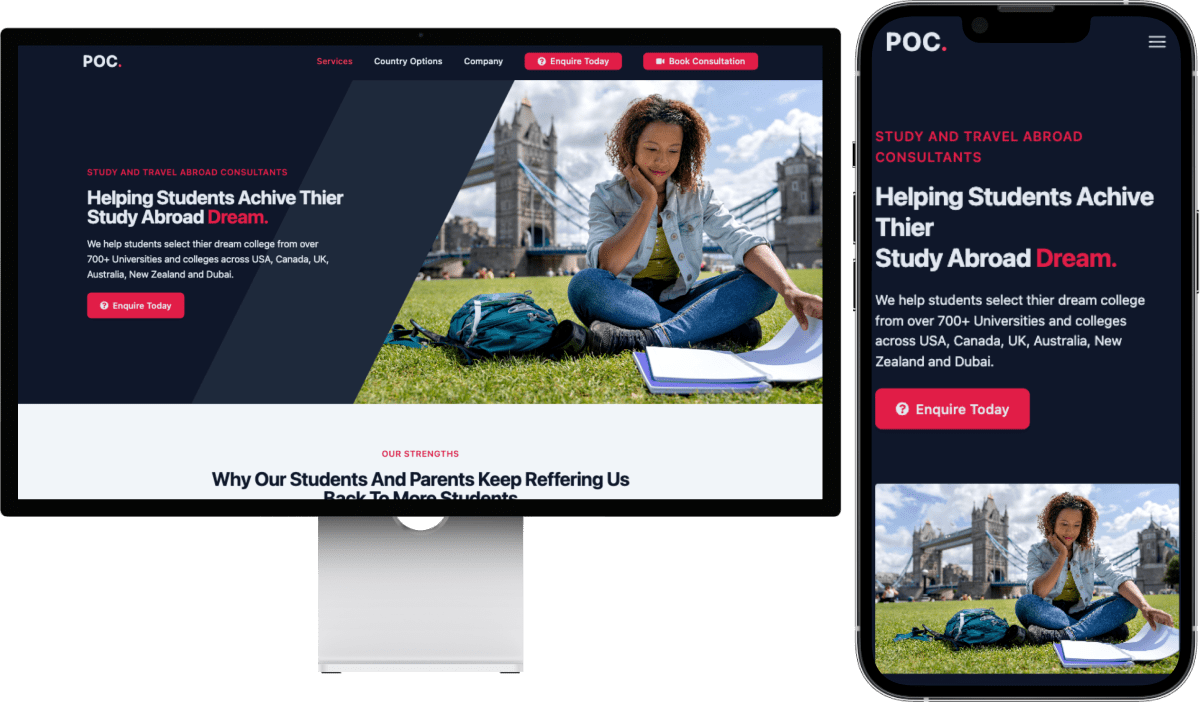 POC.
Services
Country Options
Company
Enquire Today
Book Consultation
STUDY AND TRAVEL ABROAD CONSULTANTS
Helping Students Achive Thier
Study Abroad Dream.
We help students select thier dream college from over
700+ Universities and colleges across USA, Canada, UK,
Australia, New Zealand and Dubai.
Enquire Today
OUR STRENGTHS
Why Our Students And Parents Keep Reffering Us
Back To More Students
POC.
STUDY AND TRAVEL ABROAD
CONSULTANTS
Helping Students Achive
Thier
Study Abroad Dream.
We help students select thier dream college
from over 700+ Universities and colleges
across USA, Canada, UK, Australia, New
Zealand and Dubai.
Enquire Today